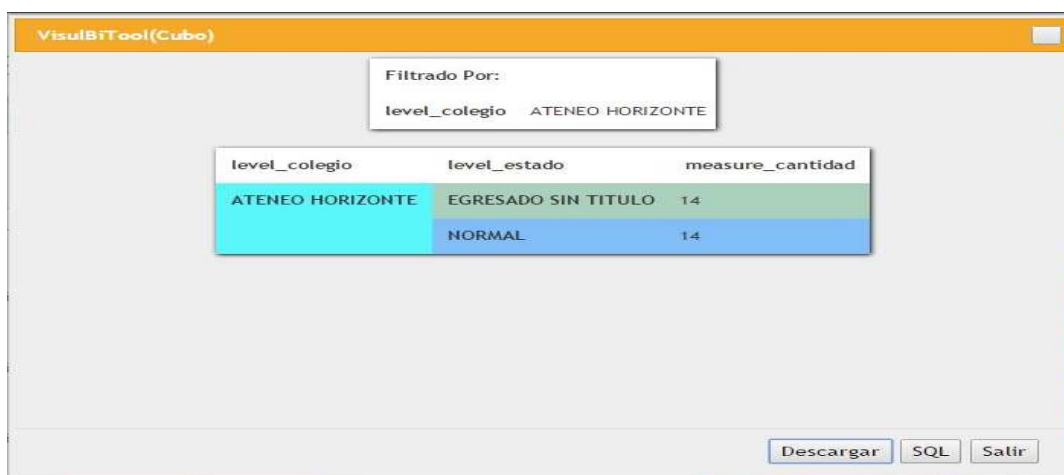 VisulBiTool(Cubo)
Filtrado Por:
level_colegio ATENEO HORIZONTE
level_colegio level_estado measure_cantidad
ATENEO HORIZONTE EGRESADO SIN TITULO 14
NORMAL 14
Descargar SQL Salir